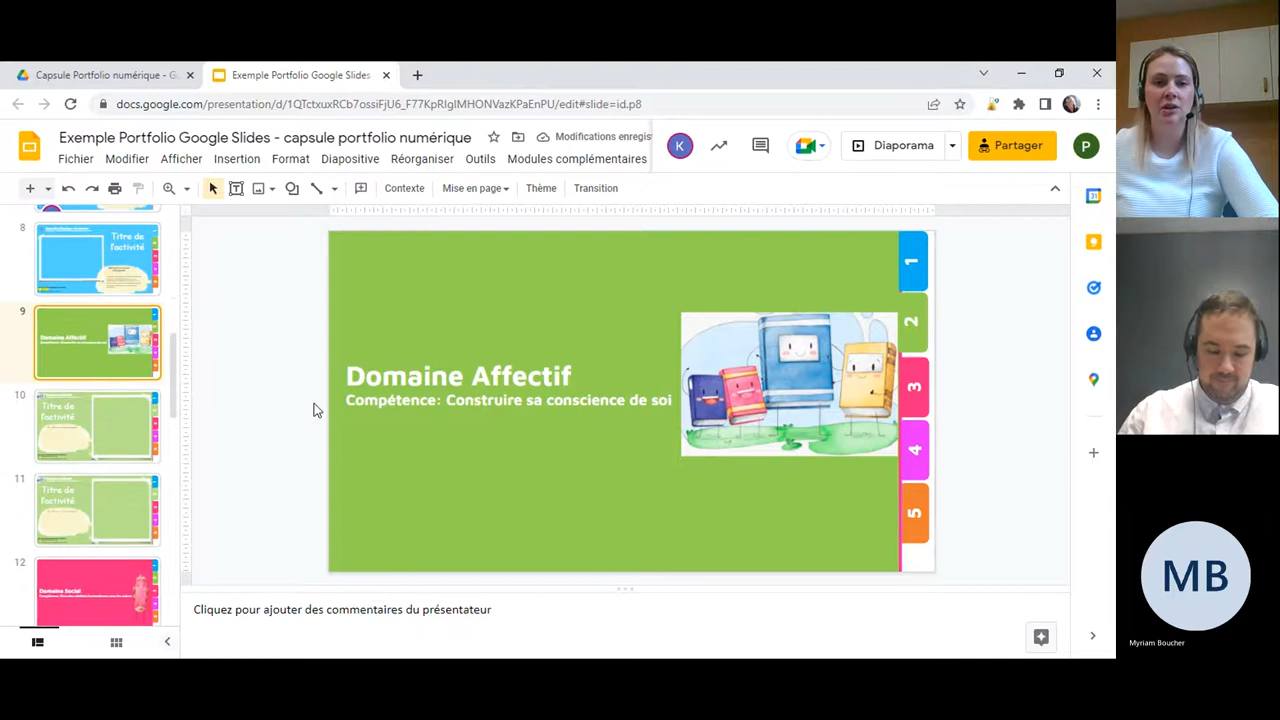 Capsule Portfolio numérique - G
Exemple Portfolio Google Slides
docs.google.com/presentation/d/1QTctxuxRCb7ossiFjU6_F77KpRIglMHONVazKPaEnPU/edit#slide=id.p8
Exemple Portfolio Google Slides - capsule portfolio numérique
Modifications enregist
K
Diaporama
Partager
P
Fichier Modifier Afficher Insertion Format Diapositive Réorganiser Outils Modules complémentaires
Contexte Mise en page Thème Transition
8
Titre de
l'activité
9
Domaine Affectif
10
Titre de
l'activité
11
Titre de
l'activité
12
Domaine Social
Domaine Affectif
Compétence: Construire sa conscience de soi
1
2
3
4
5
31
Cliquez pour ajouter des commentaires du présentateur
MB
Myriam Boucher